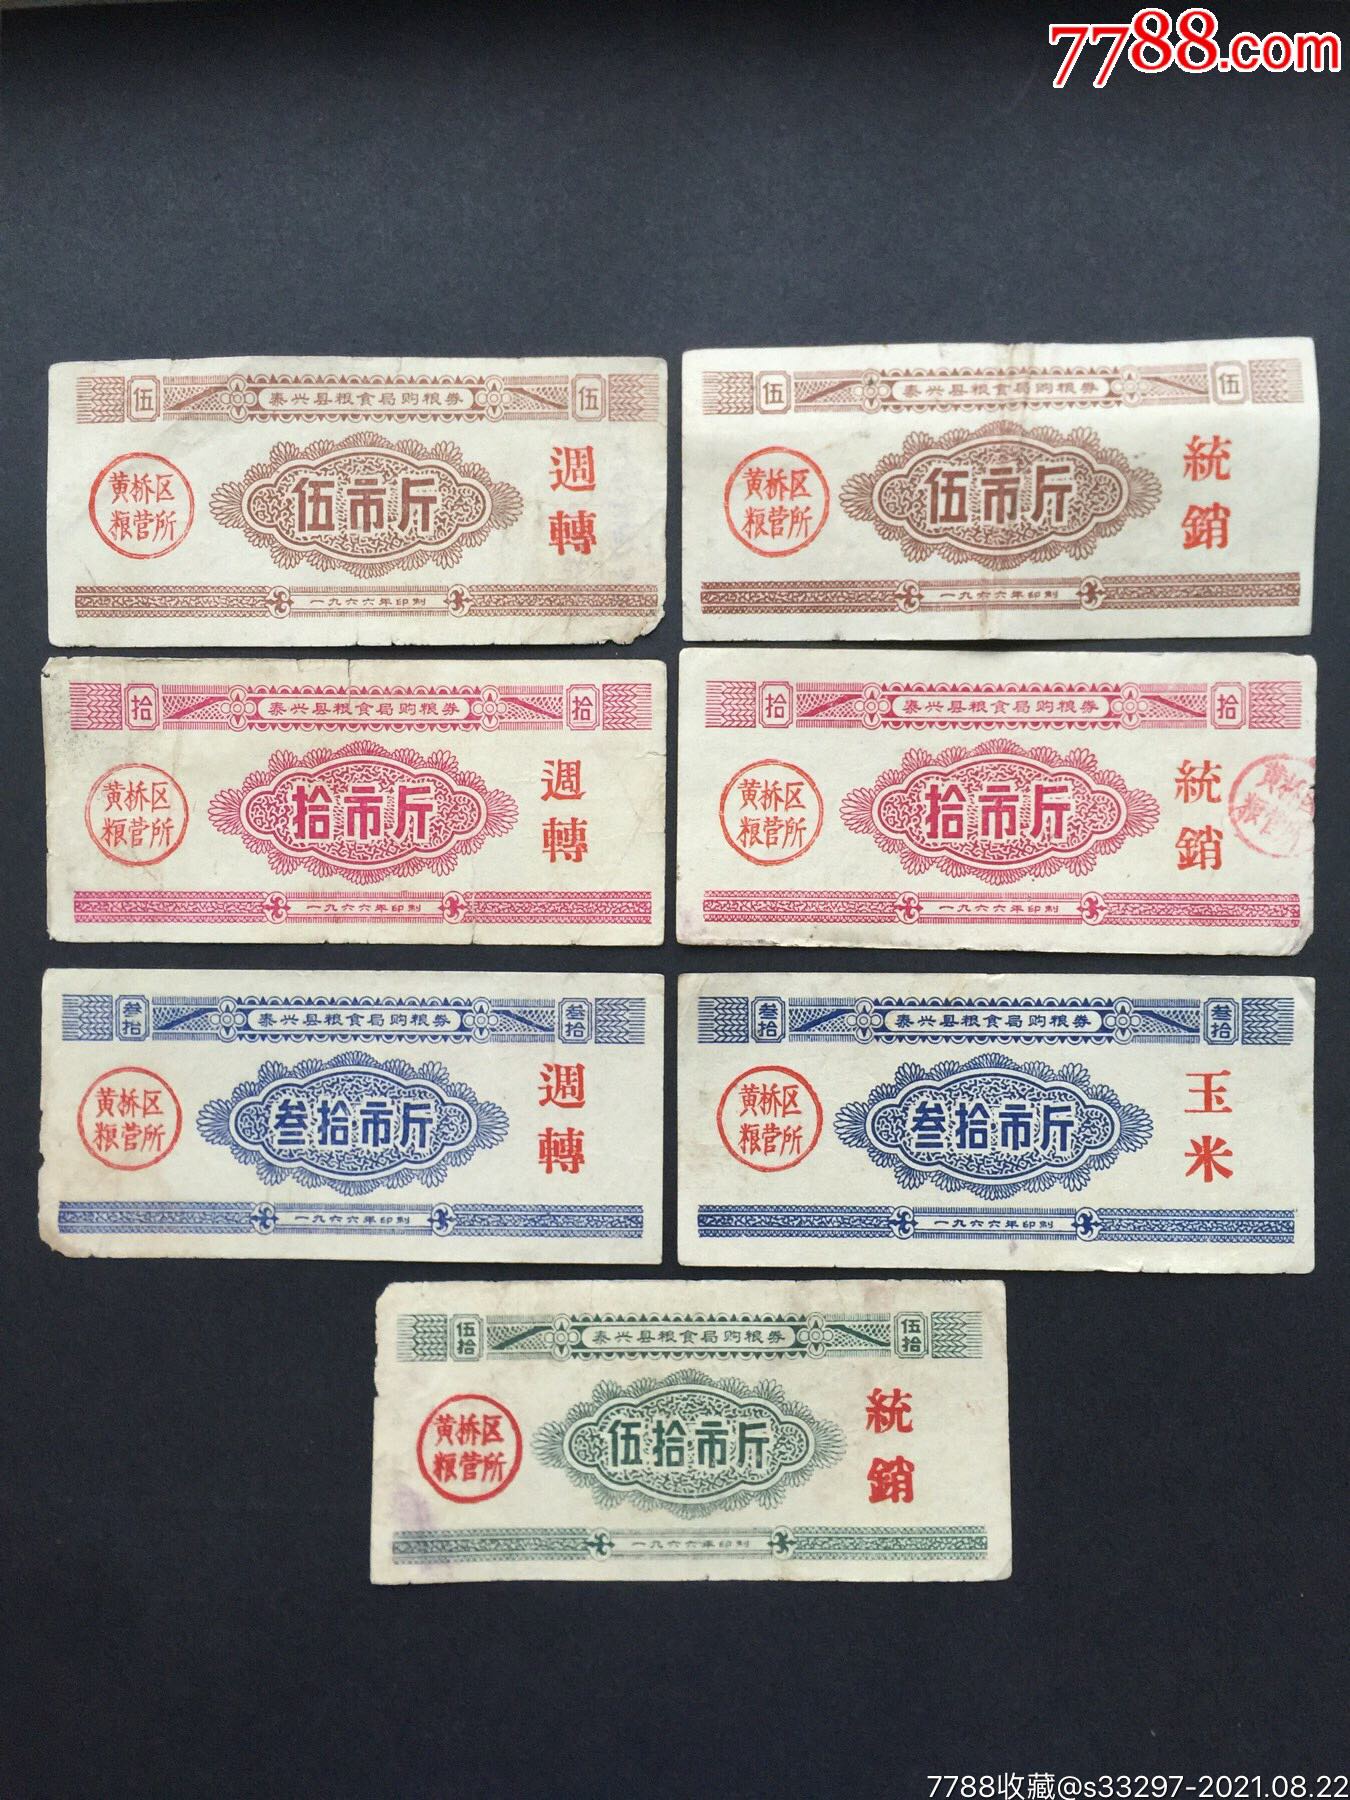 7788.com
伍 泰兴县粮食局购粮券 伍
黄桥区
粮营所
伍市斤
週
轉
一九六六年印制
伍 泰兴县粮食局购粮券 伍
黄桥区
粮营所
伍市斤
統
銷
一九六六年印制
拾 泰兴县粮食局购粮券 拾
黄桥区
粮营所
拾市斤
週
轉
一九六六年印制
拾 泰兴县粮食局购粮券 拾
黄桥区
粮营所
拾市斤
統
銷
黄桥区
粮营所
一九六六年印制
叁拾 泰兴县粮食局购粮券 叁拾
黄桥区
粮营所
叁拾市斤
週
轉
一九六六年印制
叁拾 泰兴县粮食局购粮券 叁拾
黄桥区
粮营所
叁拾市斤
玉
米
一九六六年印制
伍拾 泰兴县粮食局购粮券 伍拾
黄桥区
粮营所
伍拾市斤
統
銷
一九六六年印制
7788收藏@s33297-2021.08.22